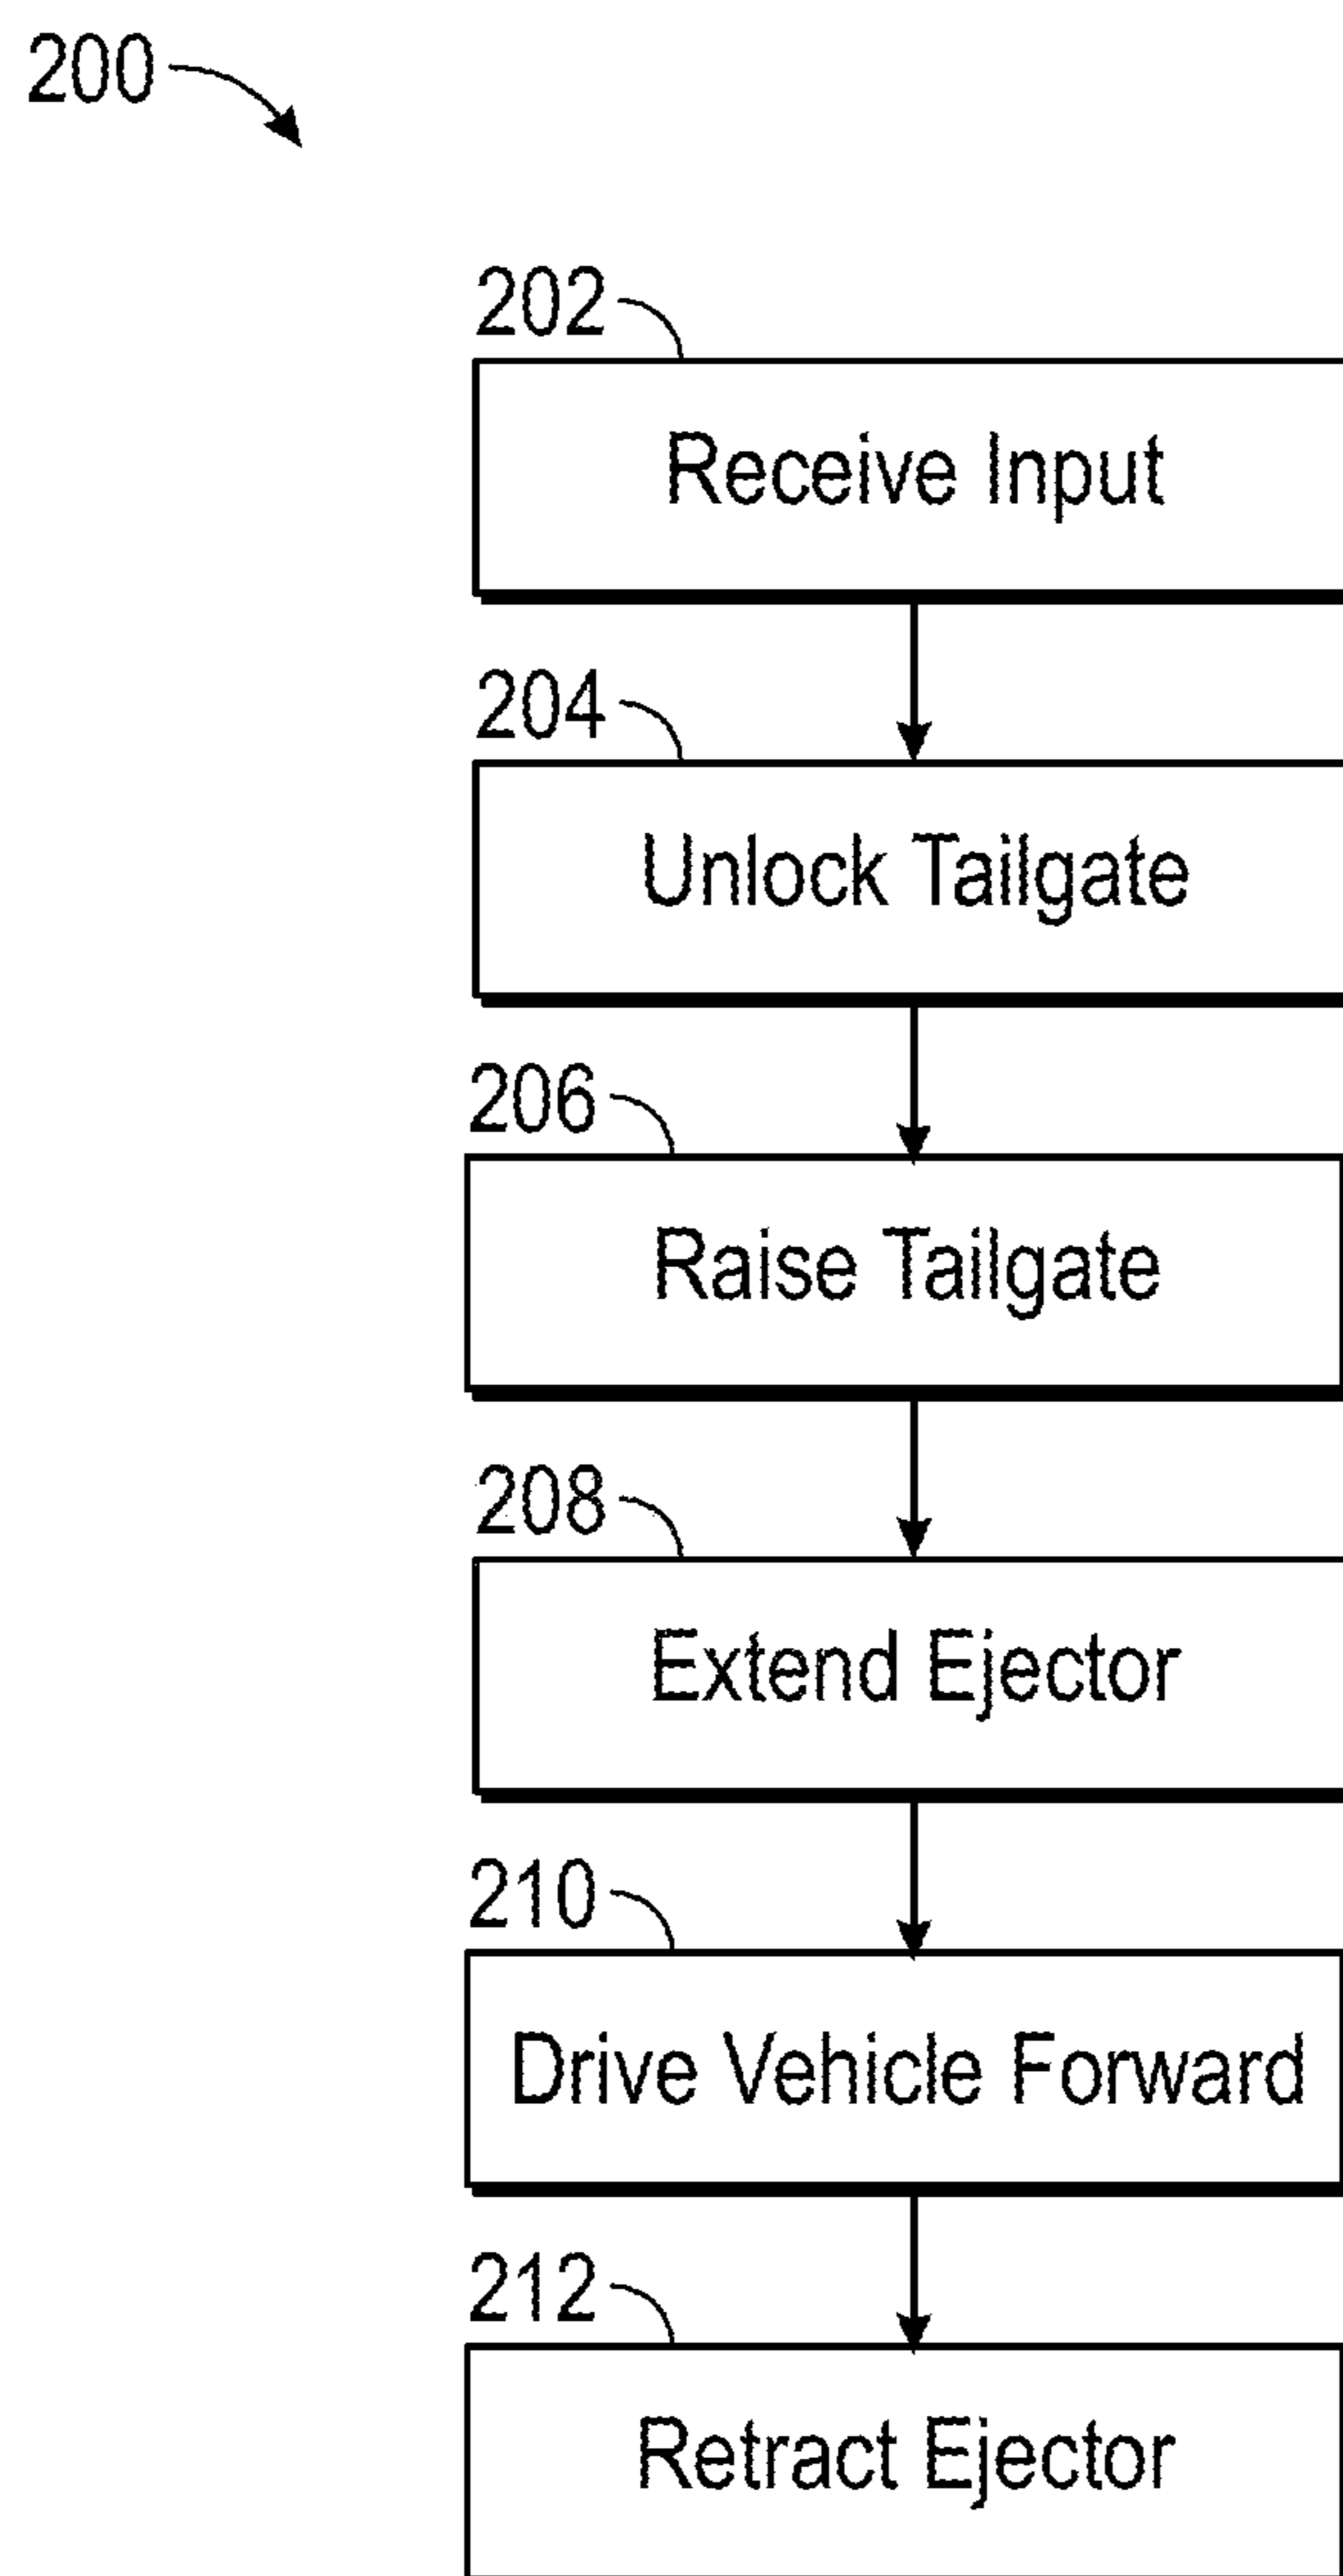 200
202
Receive Input
204
Unlock Tailgate
206
Raise Tailgate
208
Extend Ejector
210
Drive Vehicle Forward
212
Retract Ejector